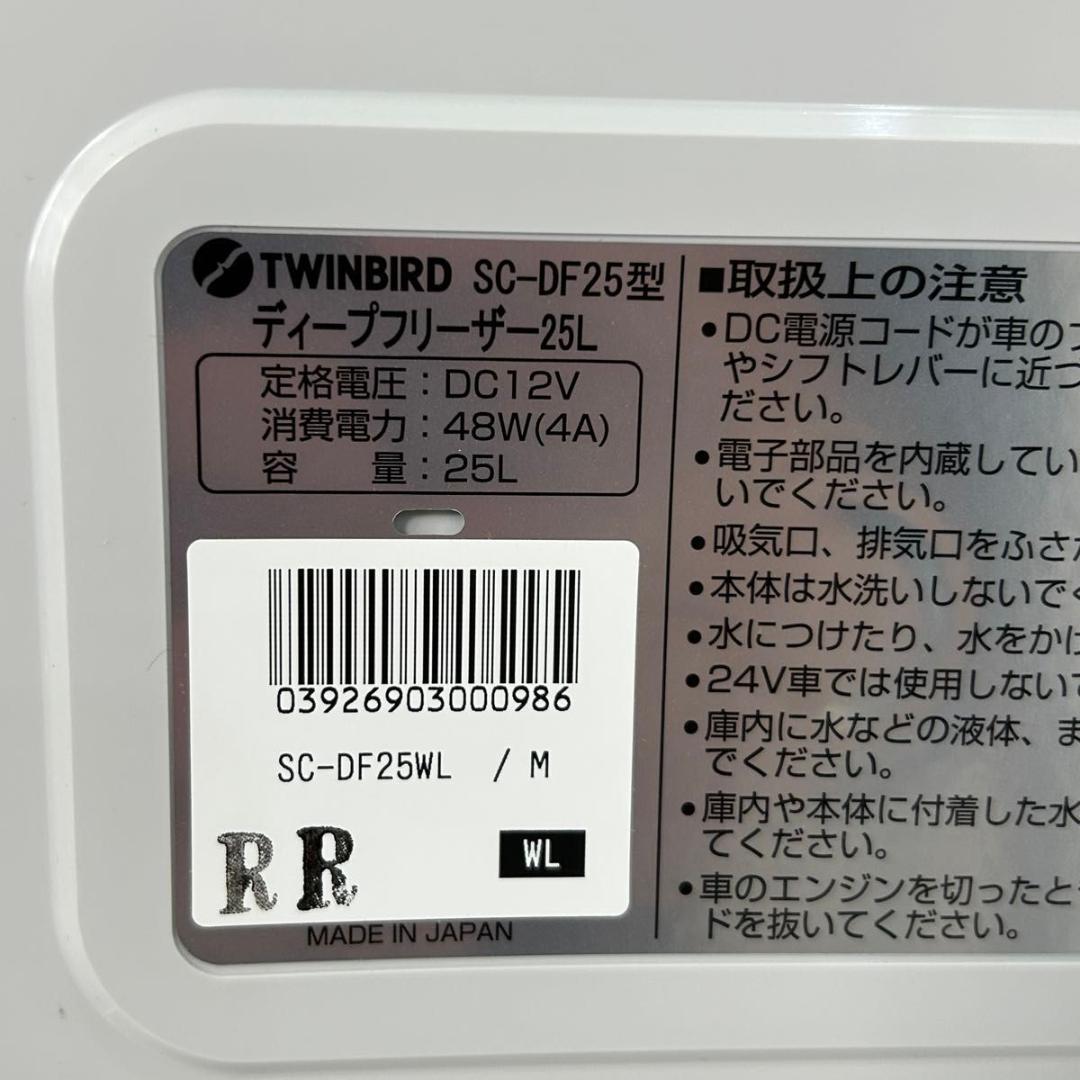 TWINBIRD SC-DF25型
ディープフリーザー25L
定格電圧：DC12V
消費電力：48W(4A)
容量：25L
03926903000986
SC-DF25WL / M
R R
WL
MADE IN JAPAN
■取扱上の注意
●DC電源コードが車の
やシフトレバーに近づ
ださい。
●電子部品を内蔵してい
いでください。
●吸気口、排気口をふさ
●本体は水洗いしないで
●水につけたり、水をかけ
●24V車では使用しない
●庫内に水などの液体、ま
でください。
●庫内や本体に付着した水
てください。
●車のエンジンを切ったと
ドを抜いてください。